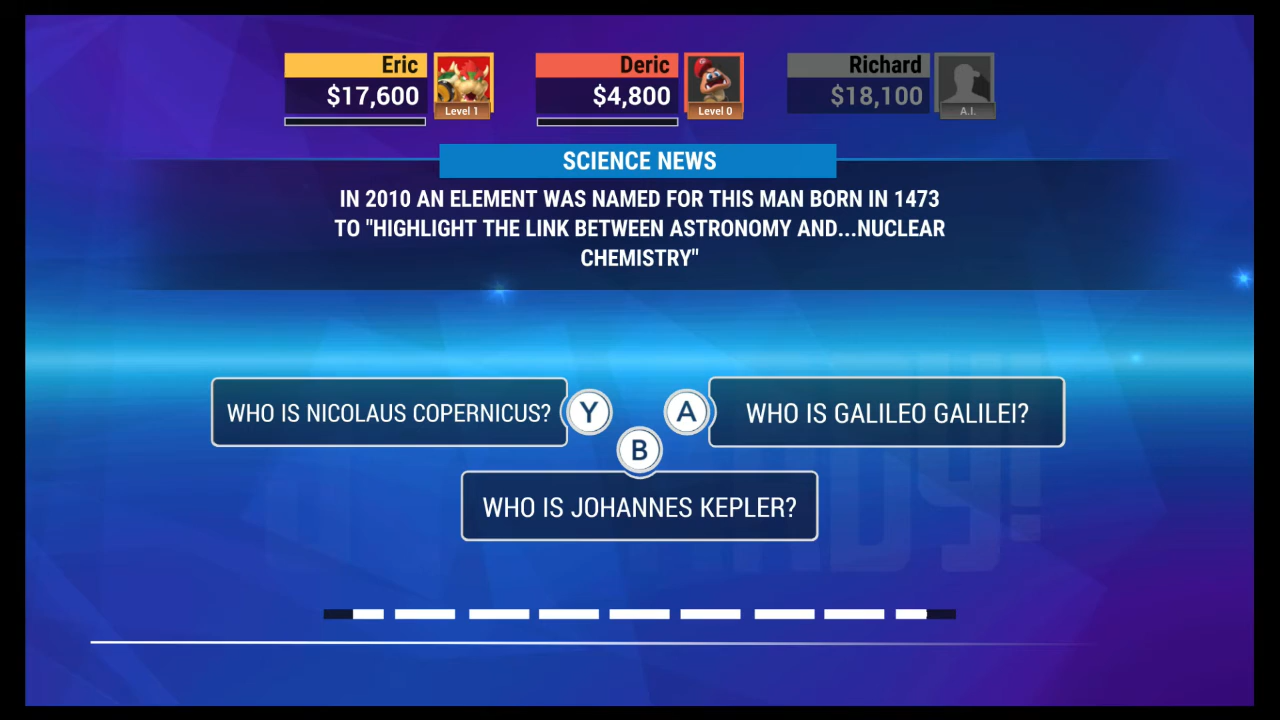 Eric
$17,600
Level 1
Deric
$4,800
Level 0
Richard
$18,100
A.I.
SCIENCE NEWS
IN 2010 AN ELEMENT WAS NAMED FOR THIS MAN BORN IN 1473
TO "HIGHLIGHT THE LINK BETWEEN ASTRONOMY AND...NUCLEAR
CHEMISTRY"
WHO IS NICOLAUS COPERNICUS?
Y
A
WHO IS GALILEO GALILEI?
B
WHO IS JOHANNES KEPLER?